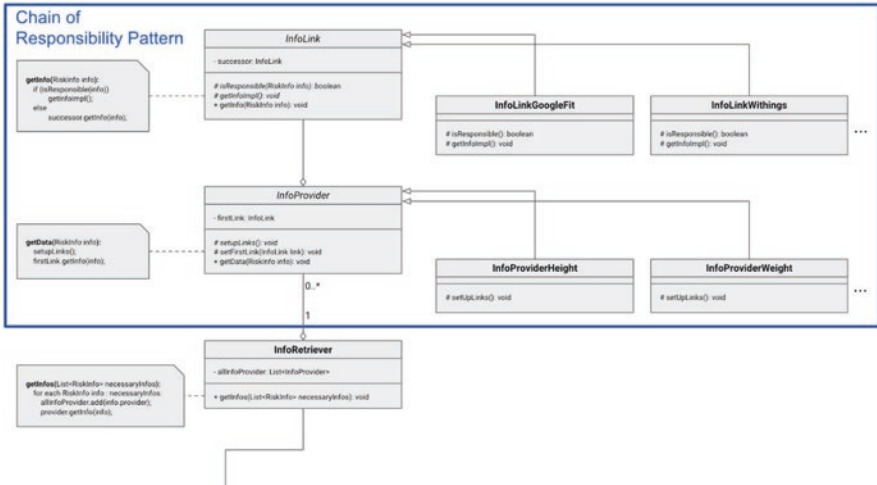 Chain of
Responsibility Pattern
InfoLink
- successor: InfoLink
# isResponsible(RiskInfo info): boolean
# getInfoImpl(): void
+ getInfo(RiskInfo info): void
getInfo(RiskInfo info):
if (isResponsible(info))
getInfoImpl();
else
successor.getInfo(info);
InfoLinkGoogleFit
# isResponsible(): boolean
# getInfoImpl(): void
InfoLinkWithings
# isResponsible(): boolean
# getInfoImpl(): void
...
InfoProvider
- firstLink: InfoLink
# setupLinks(): void
# setFirstLink(InfoLink link): void
+ getData(RiskInfo info): void
getData(RiskInfo info):
setupLinks();
firstLink.getInfo(info);
InfoProviderHeight
# setUpLinks(): void
InfoProviderWeight
# setUpLinks(): void
...
0..*
1
InfoRetriever
- allInfoProvider: List<InfoProvider>
+ getInfos(List<RiskInfo> necessaryInfos): void
getInfos(List<RiskInfo> necessaryInfos):
for each RiskInfo info : necessaryInfos
allInfoProvider.add(info.provider);
provider.getInfo(info);